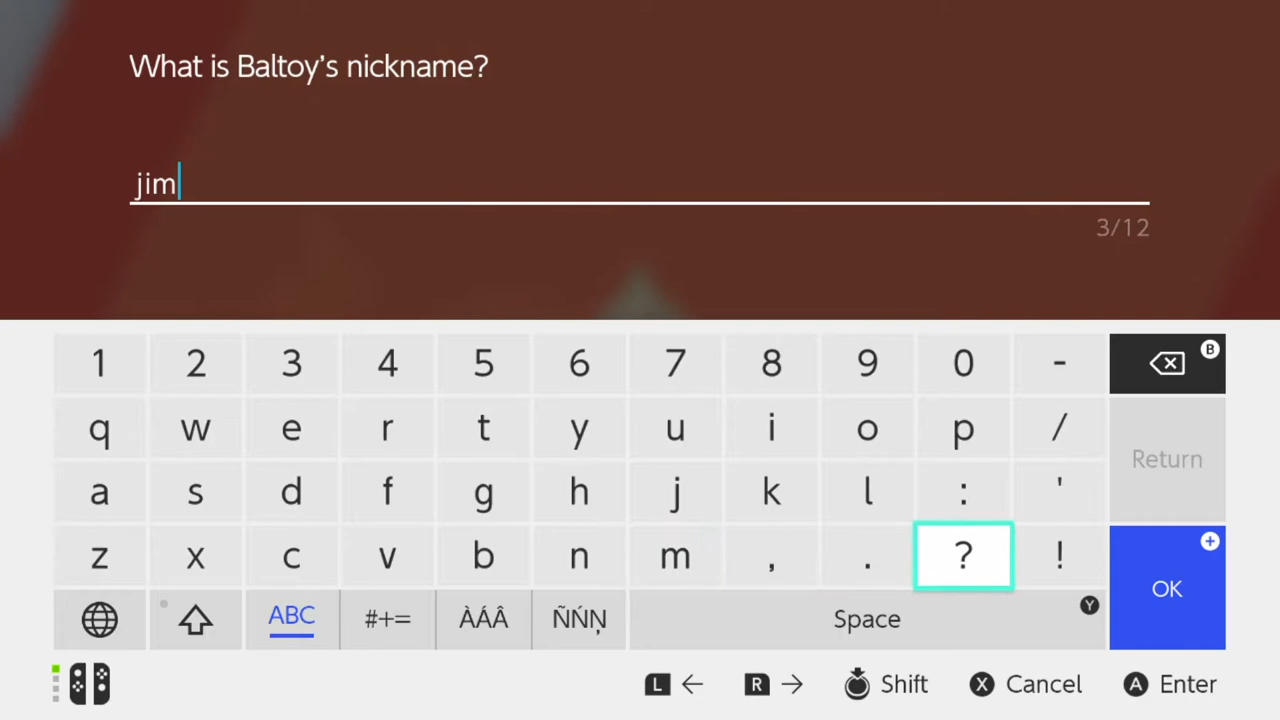 What is Baltoy's nickname?
jim
3/12
1 2 3 4 5 6 7 8 9 0 - B
q w e r t y u i o p / Return
a s d f g h j k l : '
z x c v b n m , . ? ! +
OK
ABC #+= ÀÁÂ ÑŃŅ Space Y
L ← R → Shift X Cancel A Enter